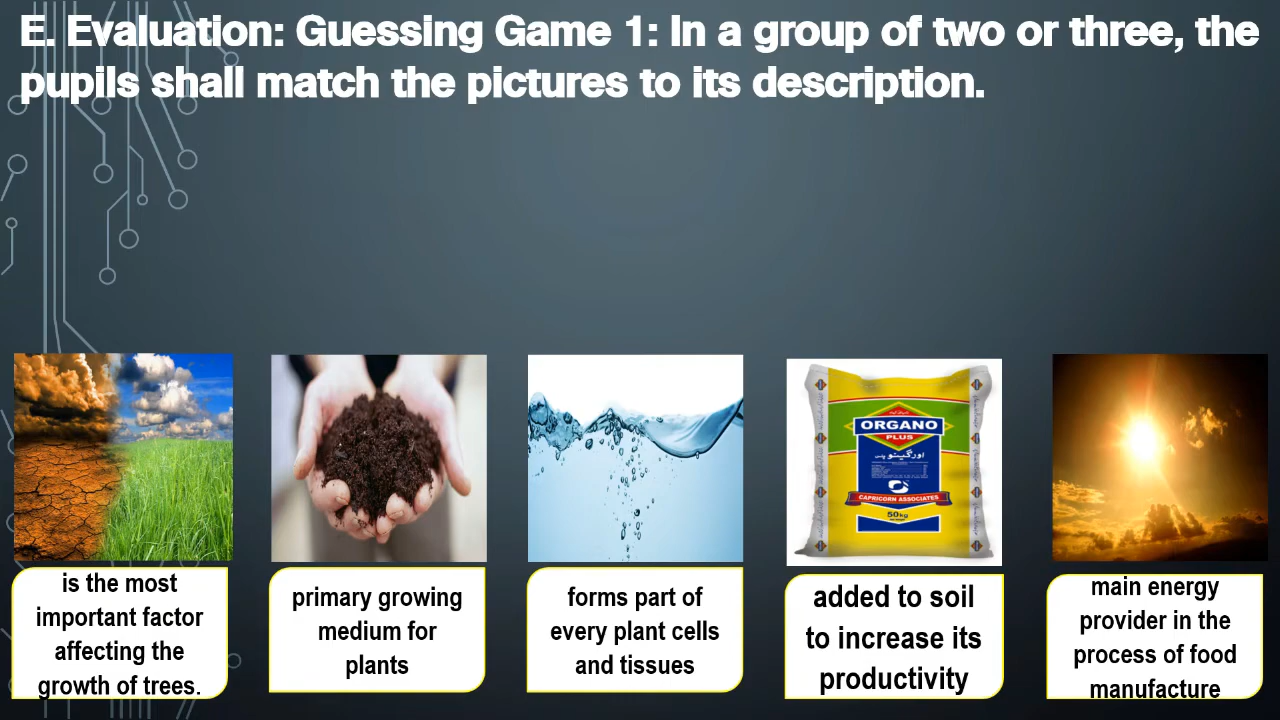 E. Evaluation: Guessing Game 1: In a group of two or three, the
pupils shall match the pictures to its description.
ORGANO
PLUS
اورگینو پلس
CAPRICORN ASSOCIATES
50kg
is the most
important factor
affecting the
growth of trees.
primary growing
medium for
plants
forms part of
every plant cells
and tissues
added to soil
to increase its
productivity
main energy
provider in the
process of food
manufacture